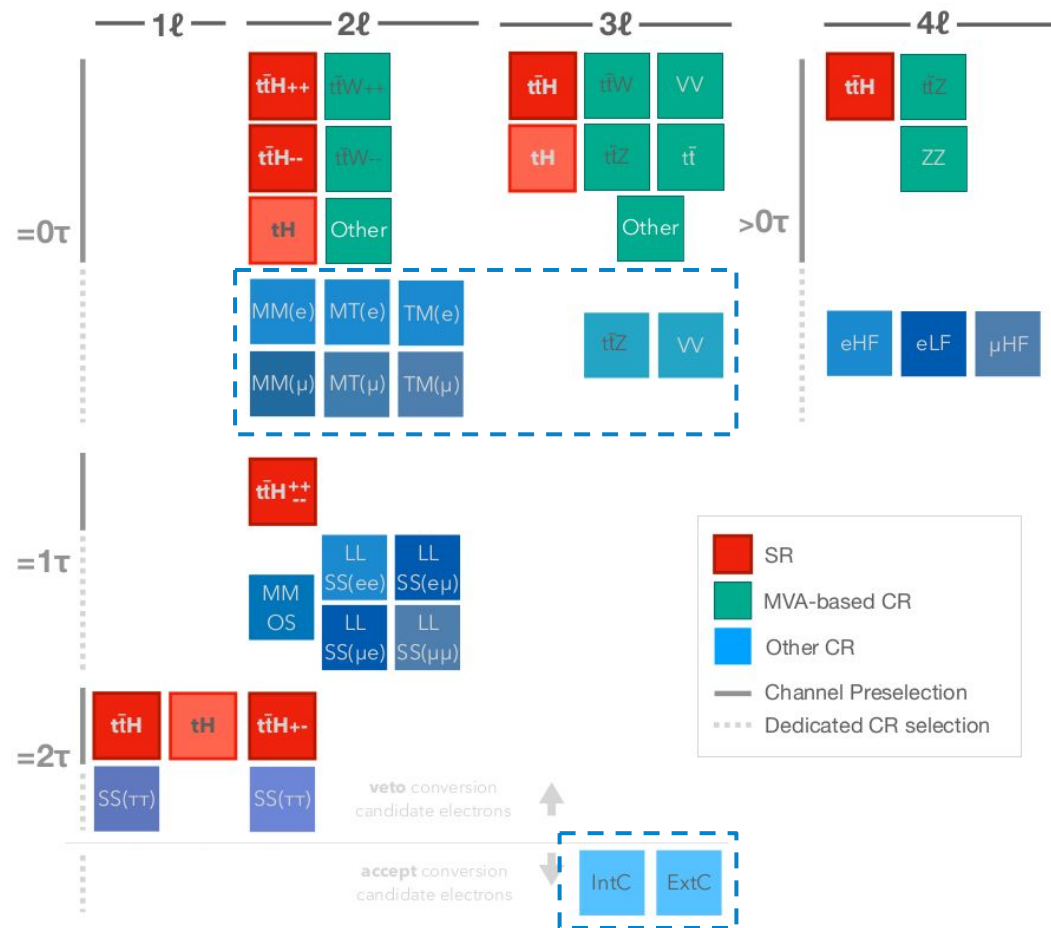 1ℓ 2ℓ 3ℓ 4ℓ
tt̄H++ tt̄W++ tt̄H tt̄W VV tt̄H tt̄Z
tt̄H-- tt̄W-- tH tt̄Z tt̄ ZZ
=0τ tH Other Other >0τ
MM(e) MT(e) TM(e) tt̄Z VV eHF eLF μHF
MM(μ) MT(μ) TM(μ)
tt̄H++
--
=1τ
MM
OS
LL
SS(ee)
LL
SS(eμ)
LL
SS(μe)
LL
SS(μμ)
SR
MVA-based CR
Other CR
Channel Preselection
Dedicated CR selection
=2τ tt̄H tH tt̄H+-
SS(ττ) SS(ττ)
veto conversion
candidate electrons
accept conversion
candidate electrons
IntC ExtC